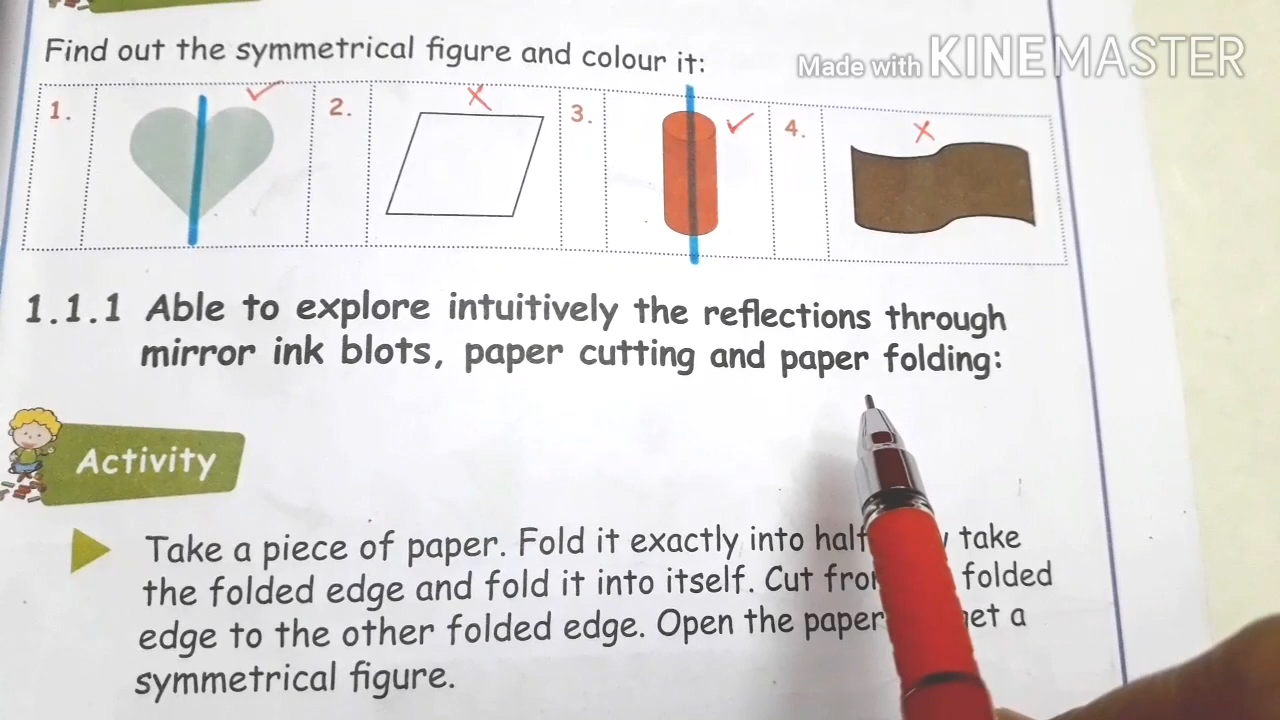 Made with KINEMASTER
Find out the symmetrical figure and colour it:
1. 2. 3. 4.
1.1.1 Able to explore intuitively the reflections through
mirror ink blots, paper cutting and paper folding:
Activity
Take a piece of paper. Fold it exactly into half take
the folded edge and fold it into itself. Cut folded
edge to the other folded edge. Open the paper a
symmetrical figure.